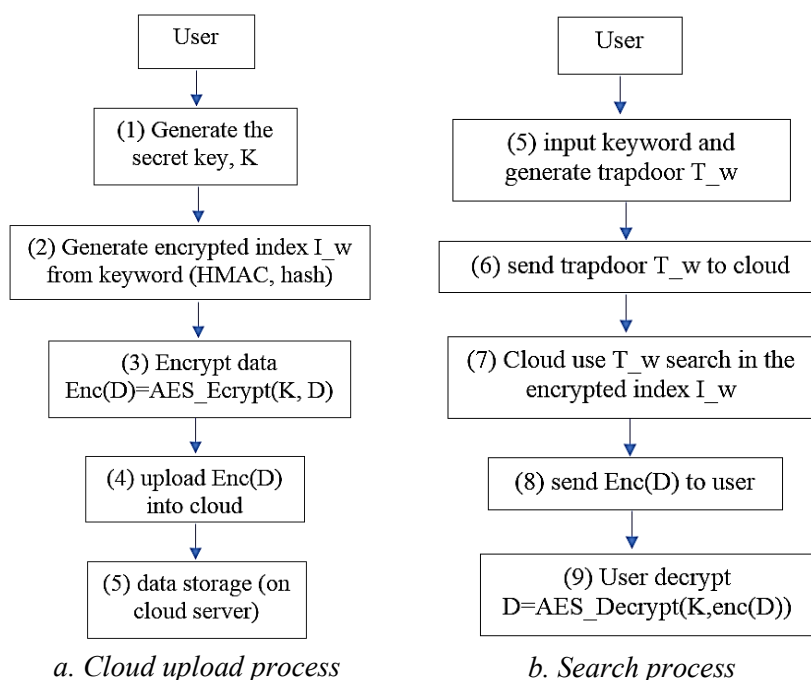 User
(1) Generate the
secret key, K
(2) Generate encrypted index I_w
from keyword (HMAC, hash)
(3) Encrypt data
Enc(D)=AES_Ecrypt(K, D)
(4) upload Enc(D)
into cloud
(5) data storage (on
cloud server)
a. Cloud upload process
User
(5) input keyword and
generate trapdoor T_w
(6) send trapdoor T_w to cloud
(7) Cloud use T_w search in the
encrypted index I_w
(8) send Enc(D) to user
(9) User decrypt
D=AES_Decrypt(K,enc(D))
b. Search process